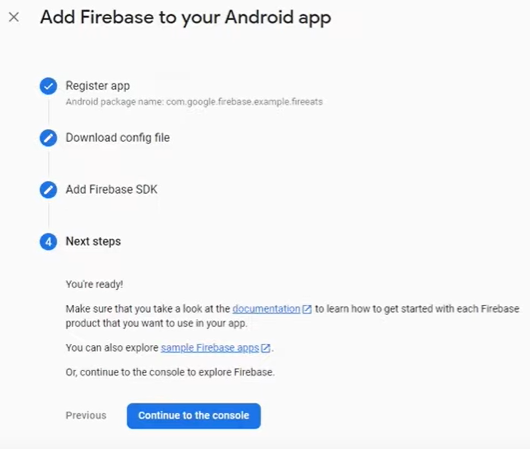 Add Firebase to your Android app
Register app
Android package name: com.google.firebase.example.fireeats
Download config file
Add Firebase SDK
4 Next steps
You're ready!
Make sure that you take a look at the documentation to learn how to get started with each Firebase
product that you want to use in your app.
You can also explore sample Firebase apps.
Or, continue to the console to explore Firebase.
Previous Continue to the console